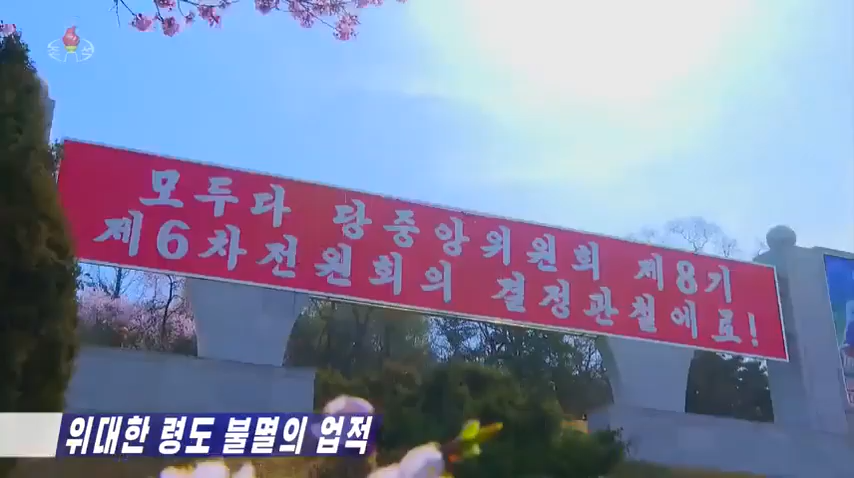 모두다 당중앙위원회 제8기
제6차전원회의 결정관철에로!
위대한 령도 불멸의 업적